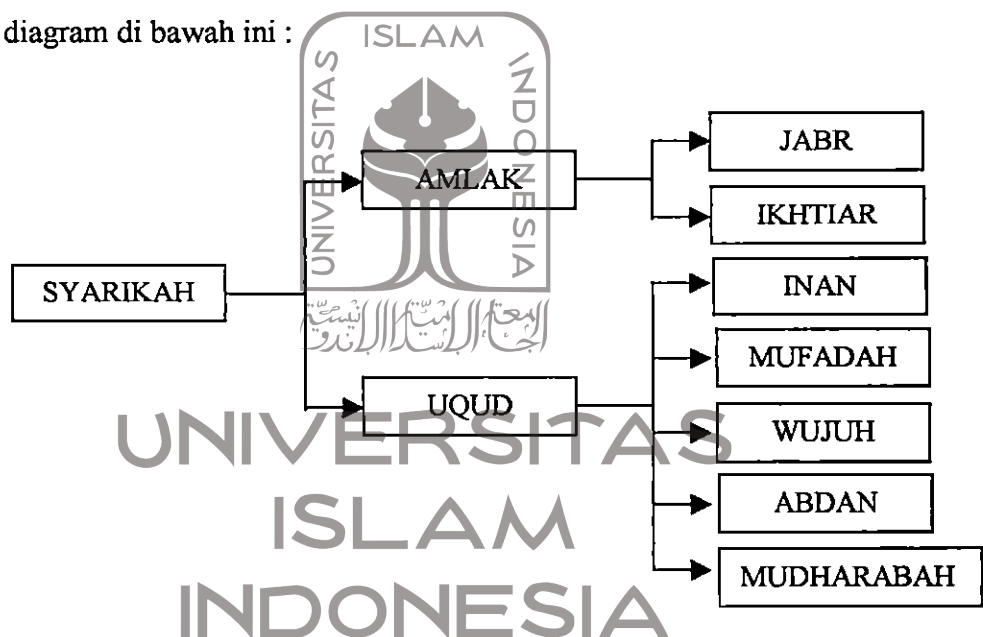 diagram di bawah ini :
ISLAM
UNIVERSITAS
INDONESIA
JABR
AMLAK
IKHTIAR
SYARIKAH
INAN
MUFADAH
UQUD
WUJUH
ABDAN
MUDHARABAH
UNIVERSITAS
ISLAM
INDONESIA